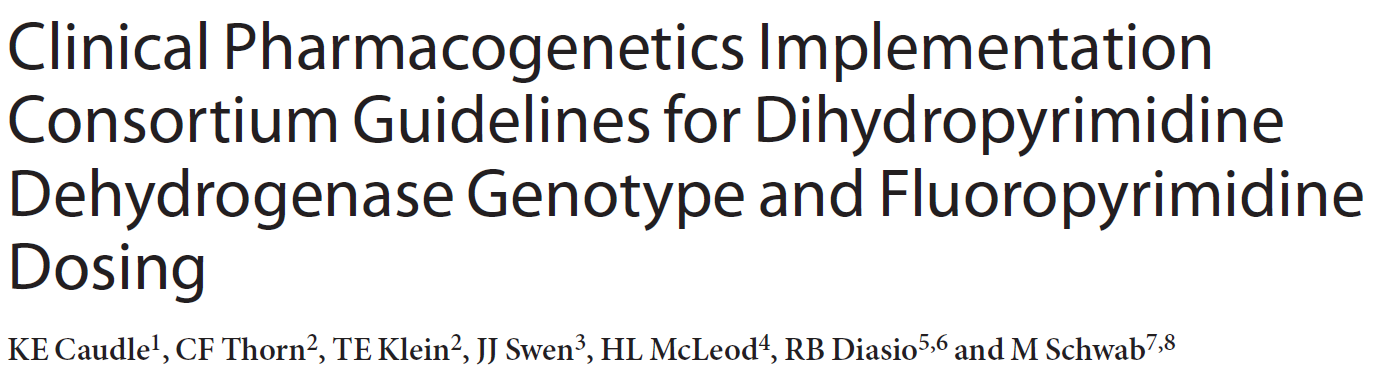 Clinical Pharmacogenetics Implementation
Consortium Guidelines for Dihydropyrimidine
Dehydrogenase Genotype and Fluoropyrimidine
Dosing
KE Caudle¹, CF Thorn², TE Klein², JJ Swen³, HL McLeod⁴, RB Diasio⁵,⁶ and M Schwab⁷,⁸